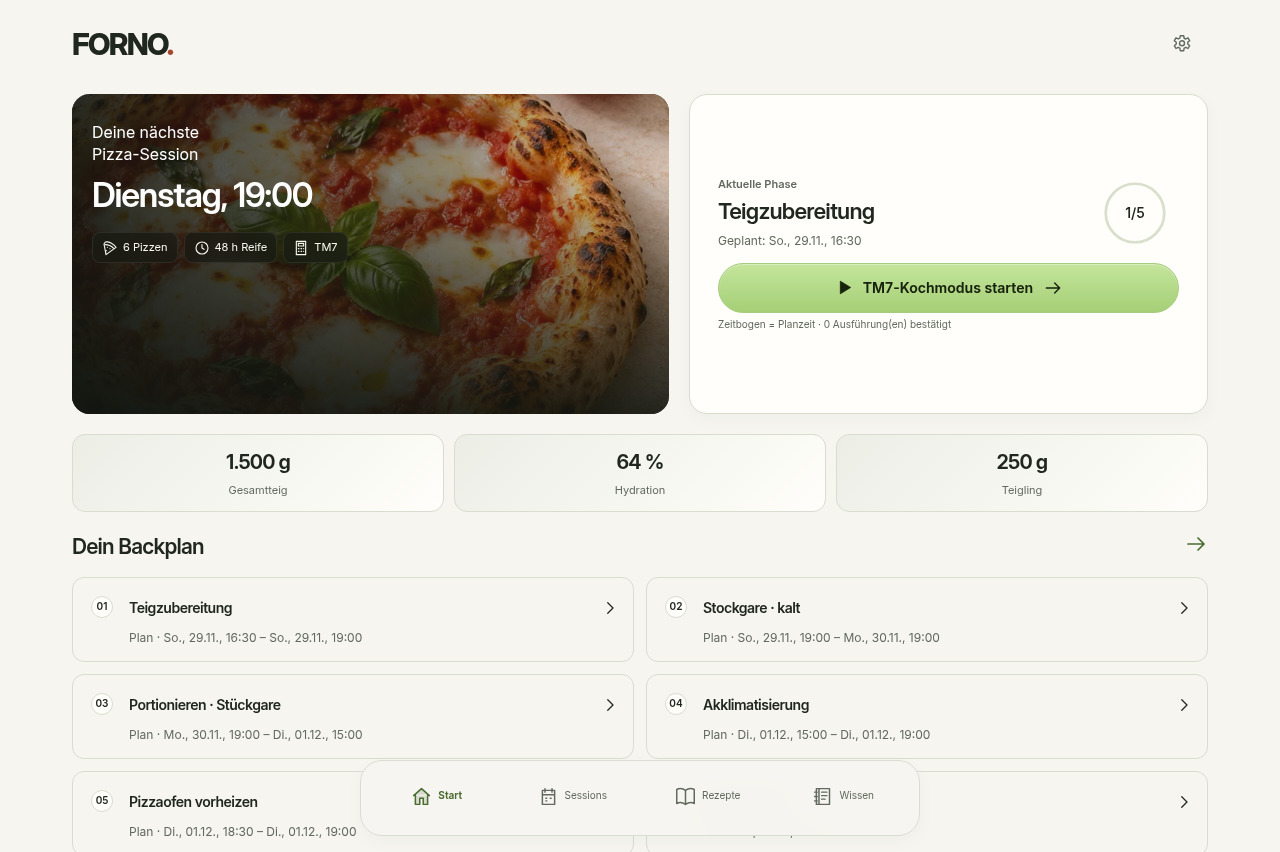 FORNO.
Deine nächste
Pizza-Session
Dienstag, 19:00
6 Pizzen
48 h Reife
TM7
Aktuelle Phase
Teigzubereitung
1/5
Geplant: So., 29.11., 16:30
TM7-Kochmodus starten
Zeitbogen = Planzeit · 0 Ausführung(en) bestätigt
1.500 g
Gesamtteig
64 %
Hydration
250 g
Teigling
Dein Backplan
01 Teigzubereitung
Plan · So., 29.11., 16:30 – So., 29.11., 19:00
02 Stockgare · kalt
Plan · So., 29.11., 19:00 – Mo., 30.11., 19:00
03 Portionieren · Stückgare
Plan · Mo., 30.11., 19:00 – Di., 01.12., 15:00
04 Akklimatisierung
Plan · Di., 01.12., 15:00 – Di., 01.12., 19:00
05 Pizzaofen vorheizen
Plan · Di., 01.12., 18:30 – Di., 01.12., 19:00
Start
Sessions
Rezepte
Wissen